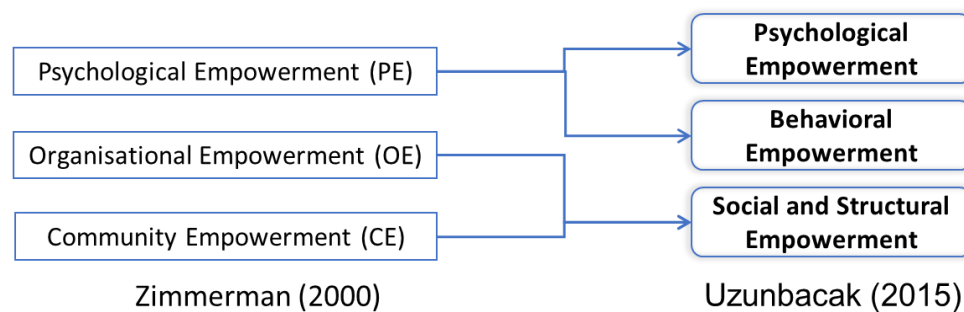 Psychological Empowerment (PE)
Organisational Empowerment (OE)
Community Empowerment (CE)
Zimmerman (2000)
Psychological
Empowerment
Behavioral
Empowerment
Social and Structural
Empowerment
Uzunbacak (2015)